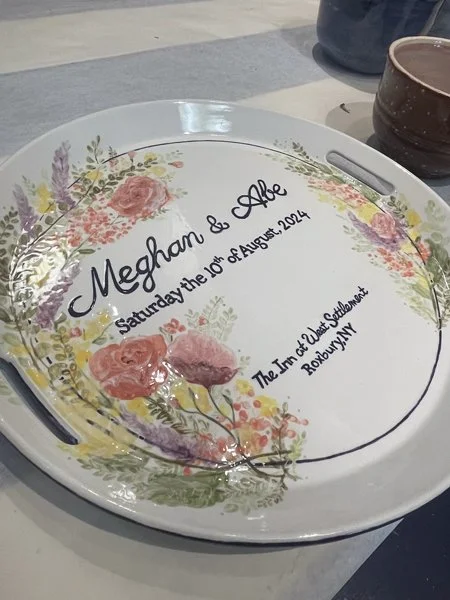 Meghan & Abe
Saturday the 10th of August, 2024
The Inn at West Settlement
Roxbury, NY